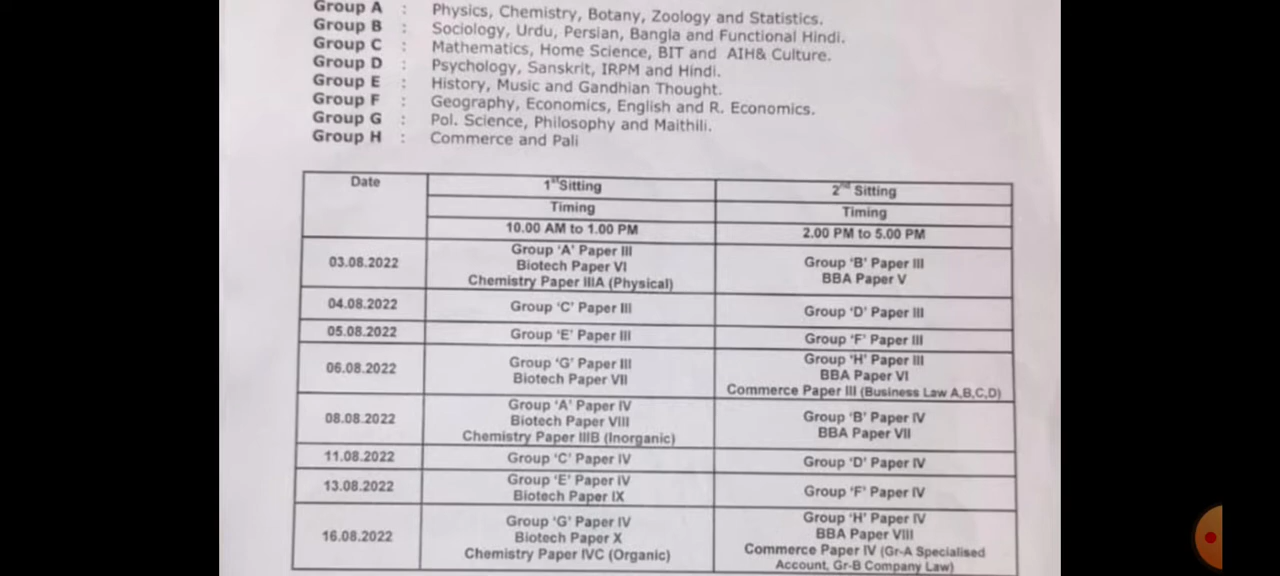 Group A : Physics, Chemistry, Botany, Zoology and Statistics.
Group B : Sociology, Urdu, Persian, Bangla and Functional Hindi.
Group C : Mathematics, Home Science, BIT and AIH& Culture.
Group D : Psychology, Sanskrit, IRPM and Hindi.
Group E : History, Music and Gandhian Thought.
Group F : Geography, Economics, English and R. Economics.
Group G : Pol. Science, Philosophy and Maithili.
Group H : Commerce and Pali
Date 1st Sitting 2nd Sitting
Timing Timing
10.00 AM to 1.00 PM 2.00 PM to 5.00 PM
03.08.2022
Group 'A' Paper III
Biotech Paper VI
Chemistry Paper IIIA (Physical)
Group 'B' Paper III
BBA Paper V
04.08.2022 Group 'C' Paper III Group 'D' Paper III
05.08.2022 Group 'E' Paper III Group 'F' Paper III
06.08.2022
Group 'G' Paper III
Biotech Paper VII
Group 'H' Paper III
BBA Paper VI
Commerce Paper III (Business Law A,B,C,D)
08.08.2022
Group 'A' Paper IV
Biotech Paper VIII
Chemistry Paper IIIB (Inorganic)
Group 'B' Paper IV
BBA Paper VII
11.08.2022 Group 'C' Paper IV Group 'D' Paper IV
13.08.2022
Group 'E' Paper IV
Biotech Paper IX
Group 'F' Paper IV
16.08.2022
Group 'G' Paper IV
Biotech Paper X
Chemistry Paper IVC (Organic)
Group 'H' Paper IV
BBA Paper VIII
Commerce Paper IV (Gr-A Specialised
Account, Gr-B Company Law)